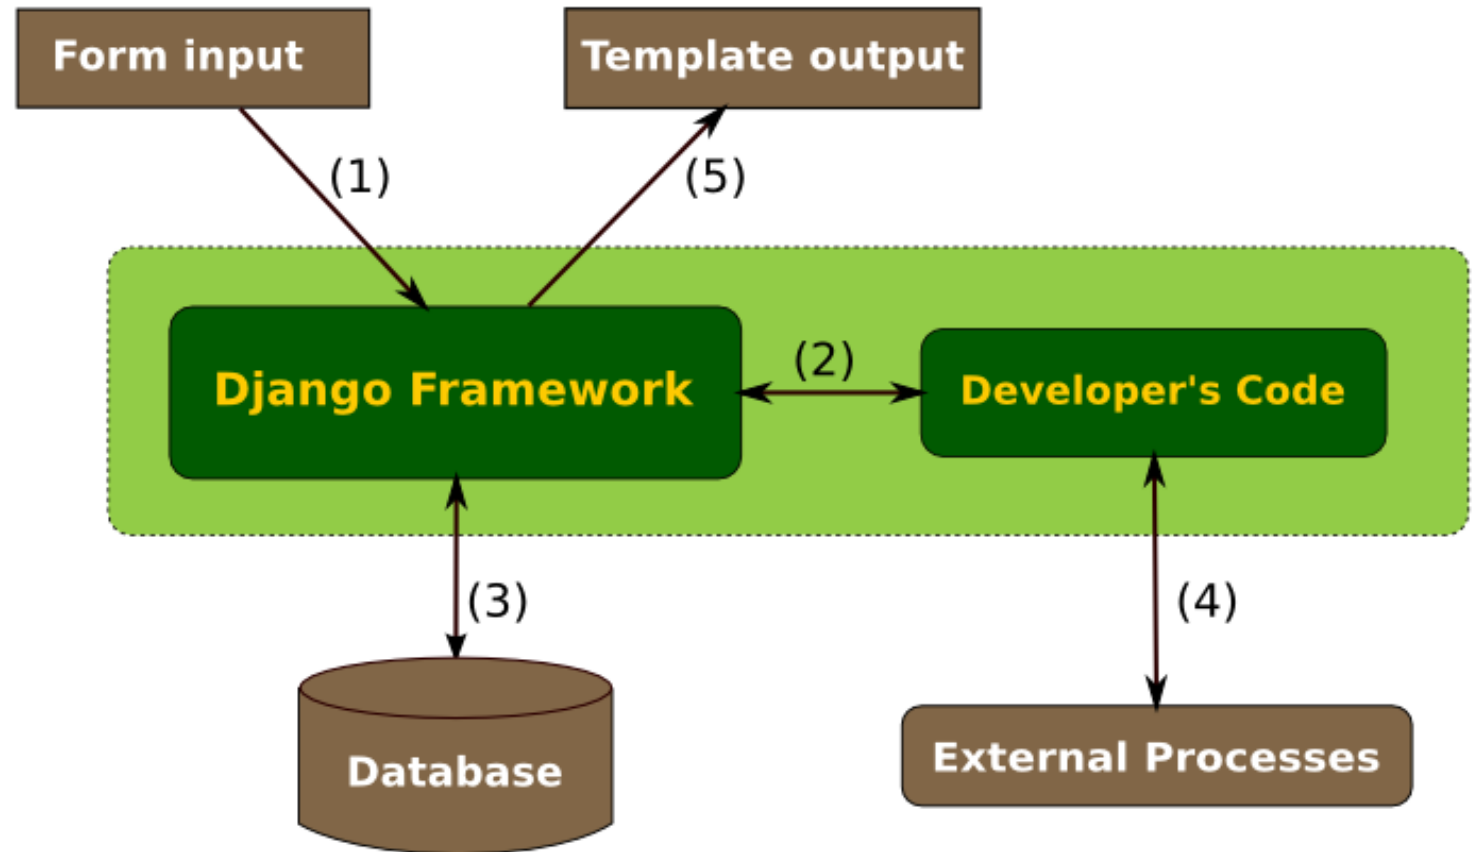 Form input
Template output
(1)
(5)
Django Framework
(2)
Developer's Code
(3)
(4)
Database
External Processes